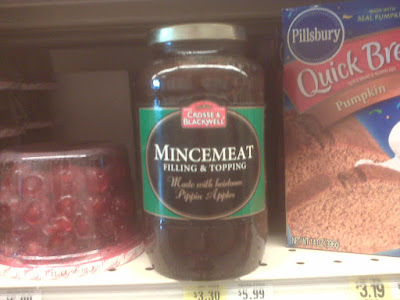 CROSSE &
BLACKWELL
MINCEMEAT
FILLING & TOPPING
Made with heirloom
Pippin Apples
MADE WITH
REAL PUMPKIN
Pillsbury
Quick Bre
Pumpkin
$3.30
$5.99
$3.19